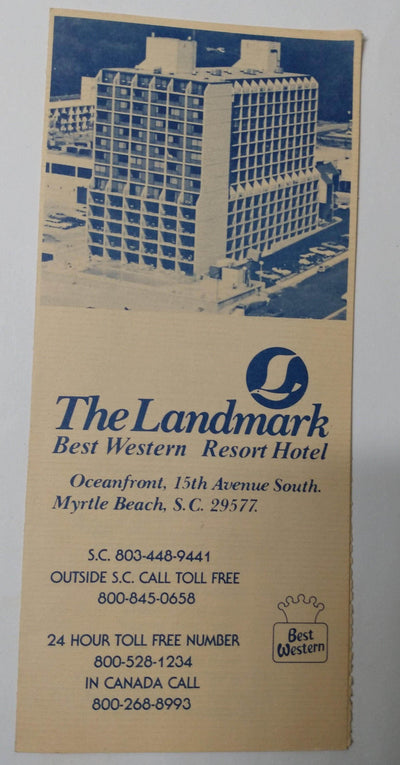 The Landmark
Best Western Resort Hotel
Oceanfront, 15th Avenue South.
Myrtle Beach, S.C. 29577.
S.C. 803-448-9441
OUTSIDE S.C. CALL TOLL FREE
800-845-0658
24 HOUR TOLL FREE NUMBER
800-528-1234
IN CANADA CALL
800-268-8993
Best
Western